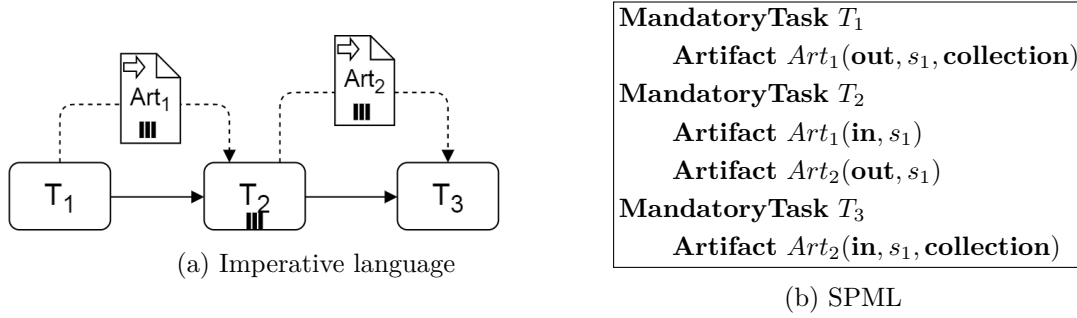 Art₁
Art₂
T₁
T₂
T₃
(a) Imperative language
MandatoryTask T₁
Artifact Art₁(out, s₁, collection)
MandatoryTask T₂
Artifact Art₁(in, s₁)
Artifact Art₂(out, s₁)
MandatoryTask T₃
Artifact Art₂(in, s₁, collection)
(b) SPML